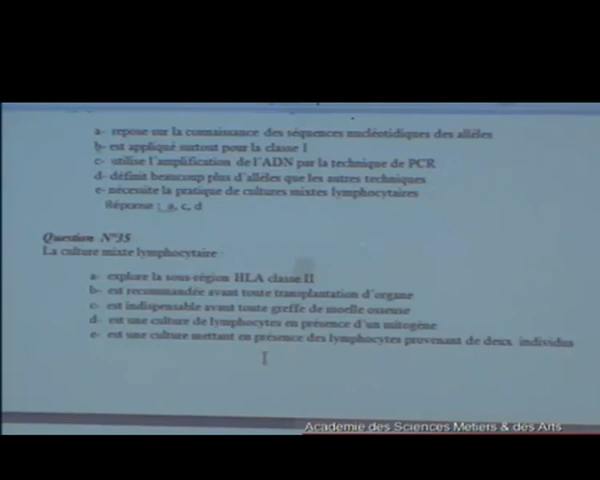 a- repose sur la connaissance des séquences nucléotidiques des allèles
b- est appliqué surtout pour la classe I
c- utilise l'amplification de l'ADN par la technique de PCR
d- définit beaucoup plus d'allèles que les autres techniques
e- nécessite la pratique de cultures mixtes lymphocytaires
Réponse : a, c, d
Question N°35
La culture mixte lymphocytaire
a- explore la sous-région HLA classe II
b- est recommandée avant toute transplantation d'organe
c- est indispensable avant toute greffe de moelle osseuse
d- est une culture de lymphocytes en présence d'un mitogène
e- est une culture mettant en présence des lymphocytes provenant de deux individus
Academie des Sciences Metiers & des Arts